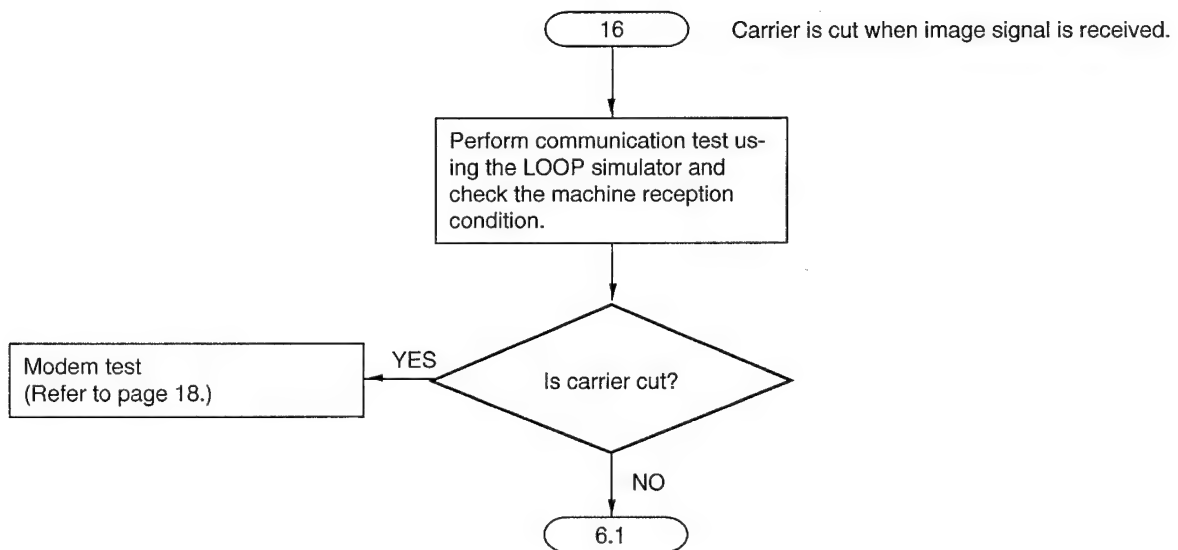 16
Carrier is cut when image signal is received.
Perform communication test us-
ing the LOOP simulator and
check the machine reception
condition.
Is carrier cut?
YES
Modem test
(Refer to page 18.)
NO
6.1